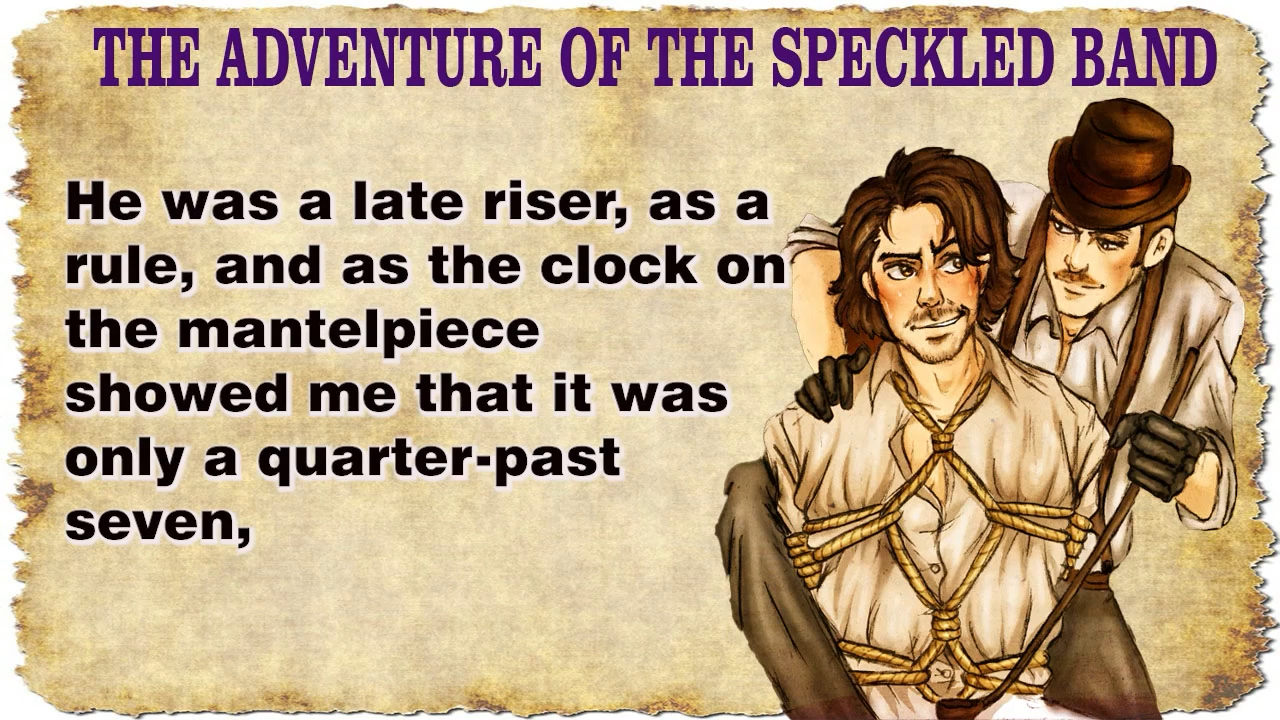 THE ADVENTURE OF THE SPECKLED BAND
He was a late riser, as a
rule, and as the clock on
the mantelpiece
showed me that it was
only a quarter-past
seven,